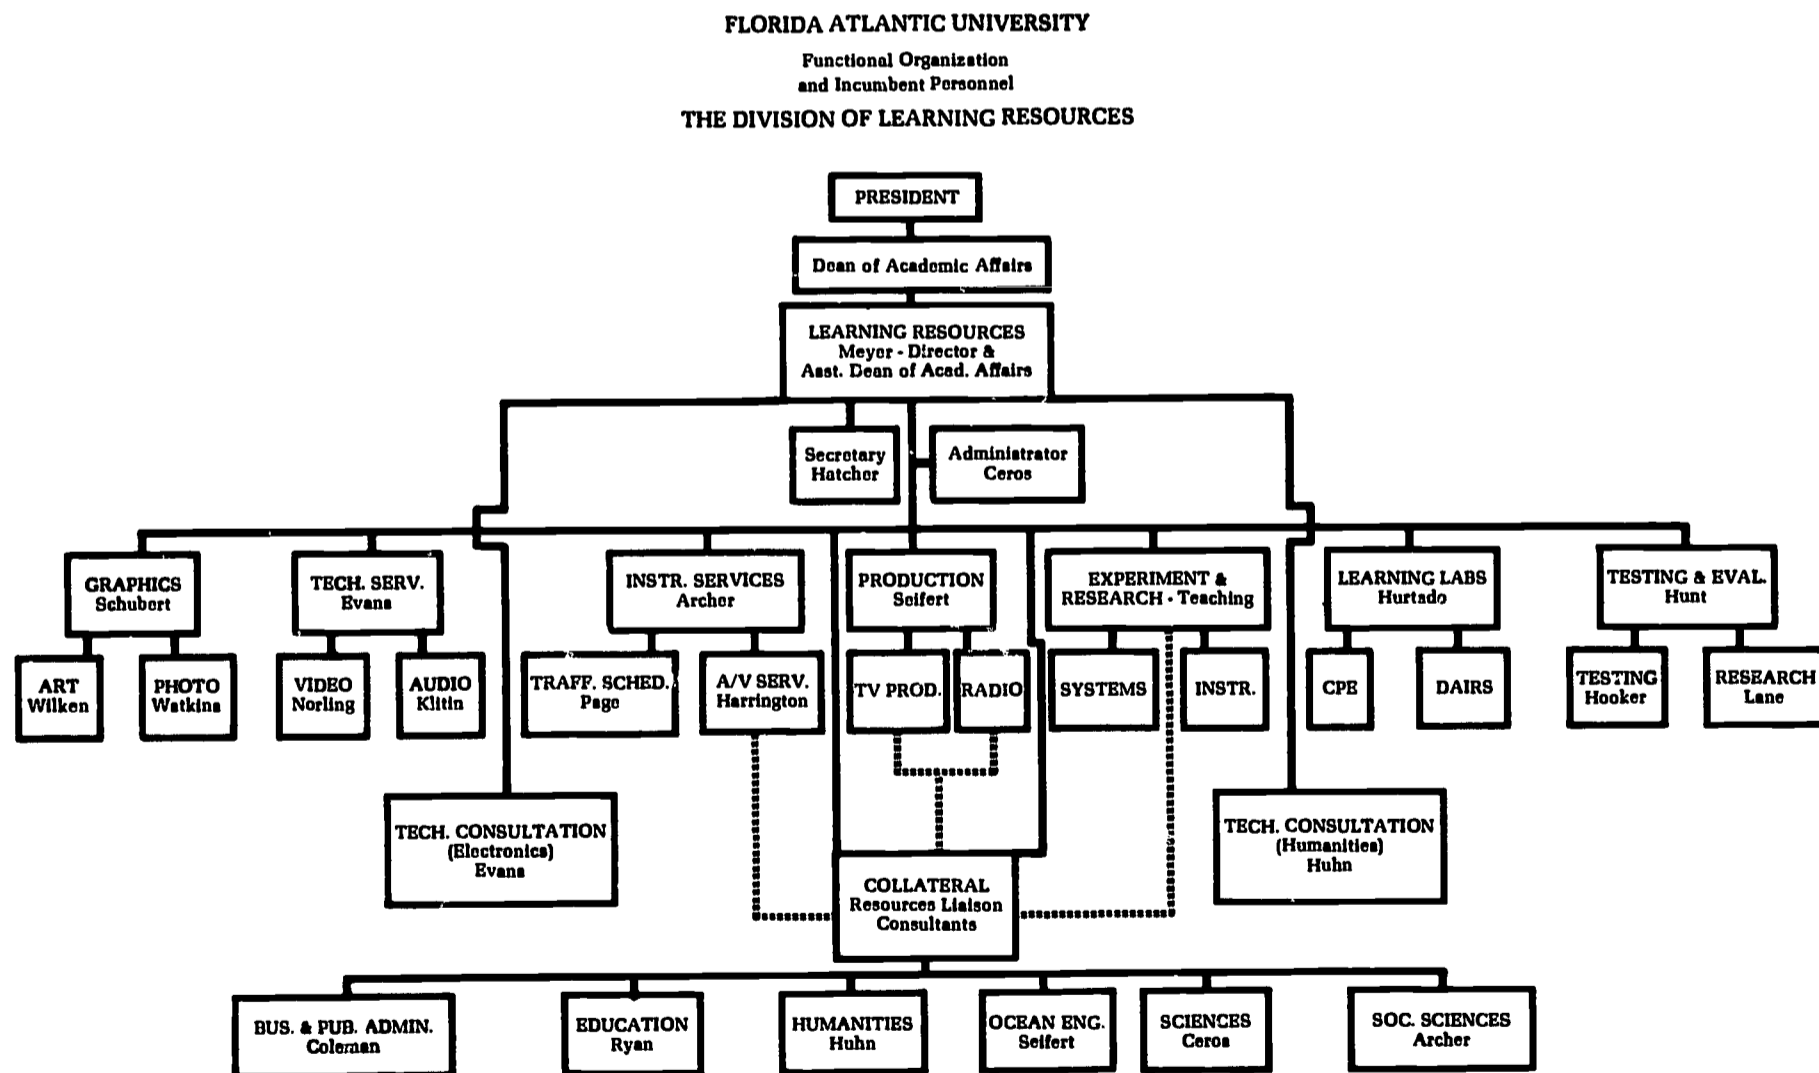 FLORIDA ATLANTIC UNIVERSITY
Functional Organization
and Incumbent Personnel
THE DIVISION OF LEARNING RESOURCES
PRESIDENT
Dean of Academic Affairs
LEARNING RESOURCES
Meyer - Director &
Asst. Dean of Acad. Affairs
Secretary
Hatcher
Administrator
Ceros
GRAPHICS
Schubert
TECH. SERV.
Evans
INSTR. SERVICES
Archer
PRODUCTION
Seifert
EXPERIMENT &
RESEARCH - Teaching
LEARNING LABS
Hurtado
TESTING & EVAL.
Hunt
ART
Wilken
PHOTO
Watkins
VIDEO
Norling
AUDIO
Klitin
TRAFF. SCHED.
Page
A/V SERV.
Harrington
TV PROD.
RADIO
SYSTEMS
INSTR.
CPE
DAIRS
TESTING
Hooker
RESEARCH
Lane
TECH. CONSULTATION
(Electronics)
Evans
TECH. CONSULTATION
(Humanities)
Huhn
COLLATERAL
Resources Liaison
Consultants
BUS. & PUB. ADMIN.
Coleman
EDUCATION
Ryan
HUMANITIES
Huhn
OCEAN ENG.
Seifert
SCIENCES
Ceros
SOC. SCIENCES
Archer